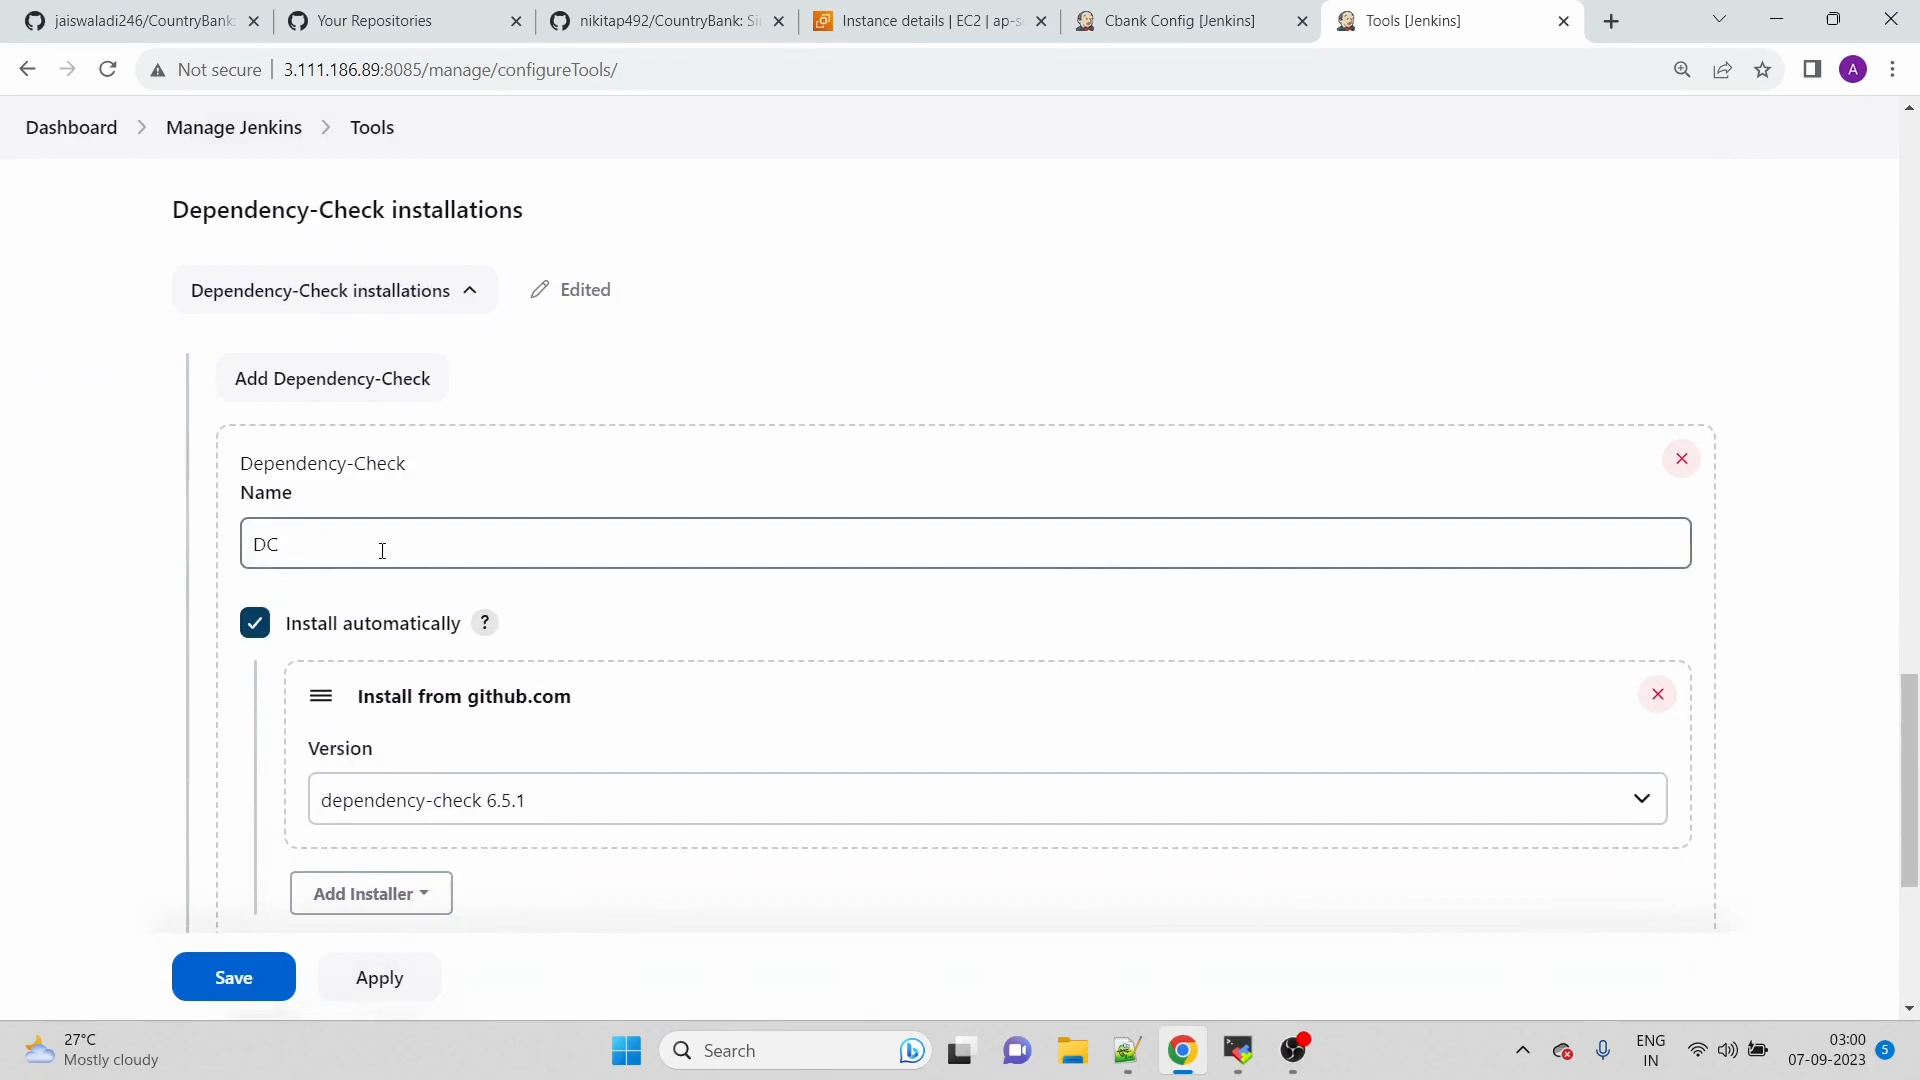 jaiswaladi246/CountryBank:
Your Repositories
nikitap492/CountryBank: Si
Instance details | EC2 | ap-s
Cbank Config [Jenkins]
Tools [Jenkins]
Not secure
3.111.186.89:8085/manage/configureTools/
A
Dashboard
Manage Jenkins
Tools
Dependency-Check installations
Dependency-Check installations
Edited
Add Dependency-Check
Dependency-Check
Name
DC
Install automatically
?
Install from github.com
Version
dependency-check 6.5.1
Add Installer
Save
Apply
27°C
Mostly cloudy
Search
ENG
IN
03:00
07-09-2023
5